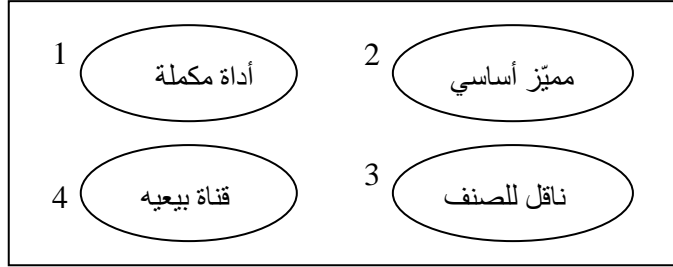 1 أداة مكملة
2 مميّز أساسي
3 ناقل للصنف
4 قناة بيعيه